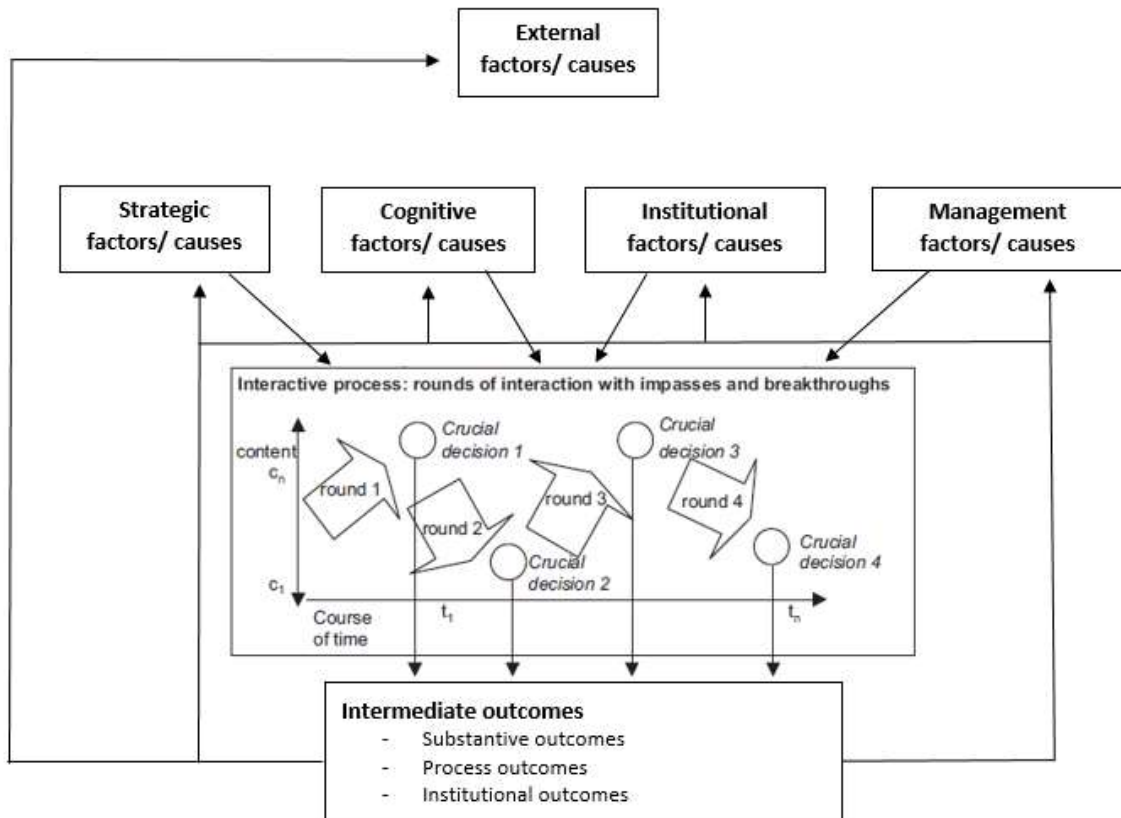 External
factors/ causes
Strategic
factors/ causes
Cognitive
factors/ causes
Institutional
factors/ causes
Management
factors/ causes
Interactive process: rounds of interaction with impasses and breakthroughs
content
cₙ
c₁
round 1
Crucial
decision 1
round 2
Crucial
decision 2
round 3
Crucial
decision 3
round 4
Crucial
decision 4
Course
of time
t₁
tₙ
Intermediate outcomes
- Substantive outcomes
- Process outcomes
- Institutional outcomes